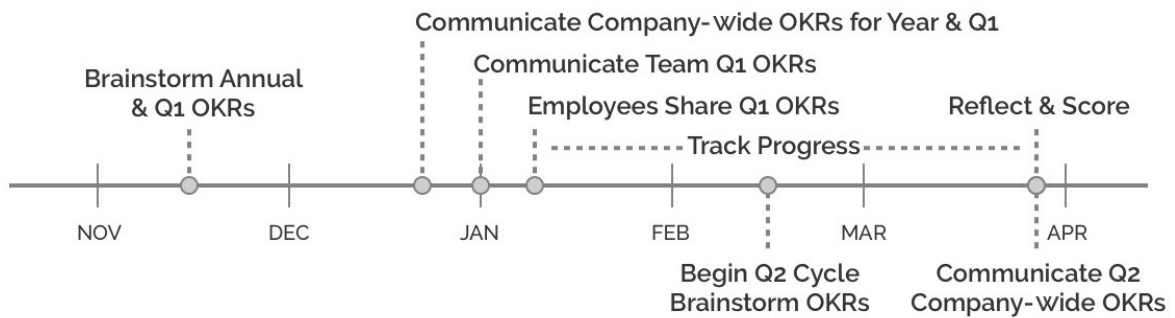 Communicate Company-wide OKRs for Year & Q1
Communicate Team Q1 OKRs
Brainstorm Annual
& Q1 OKRs
Employees Share Q1 OKRs
Reflect & Score
Track Progress
NOV
DEC
JAN
FEB
MAR
APR
Begin Q2 Cycle
Brainstorm OKRs
Communicate Q2
Company-wide OKRs